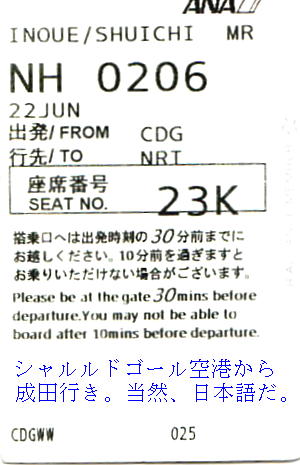 ANA
INOUE/SHUICHI MR
NH 0206
22JUN
出発/FROM CDG
行先/TO NRT
座席番号
SEAT NO. 23K
搭乗口へは出発時刻の30分前までに
お越しください。10分前を過ぎますと
お乗りいただけない場合がございます。
Please be at the gate 30mins before
departure.You may not be able to
board after 10mins before departure.
シャルルドゴール空港から
成田行き。当然、日本語だ。
CDGWW 025